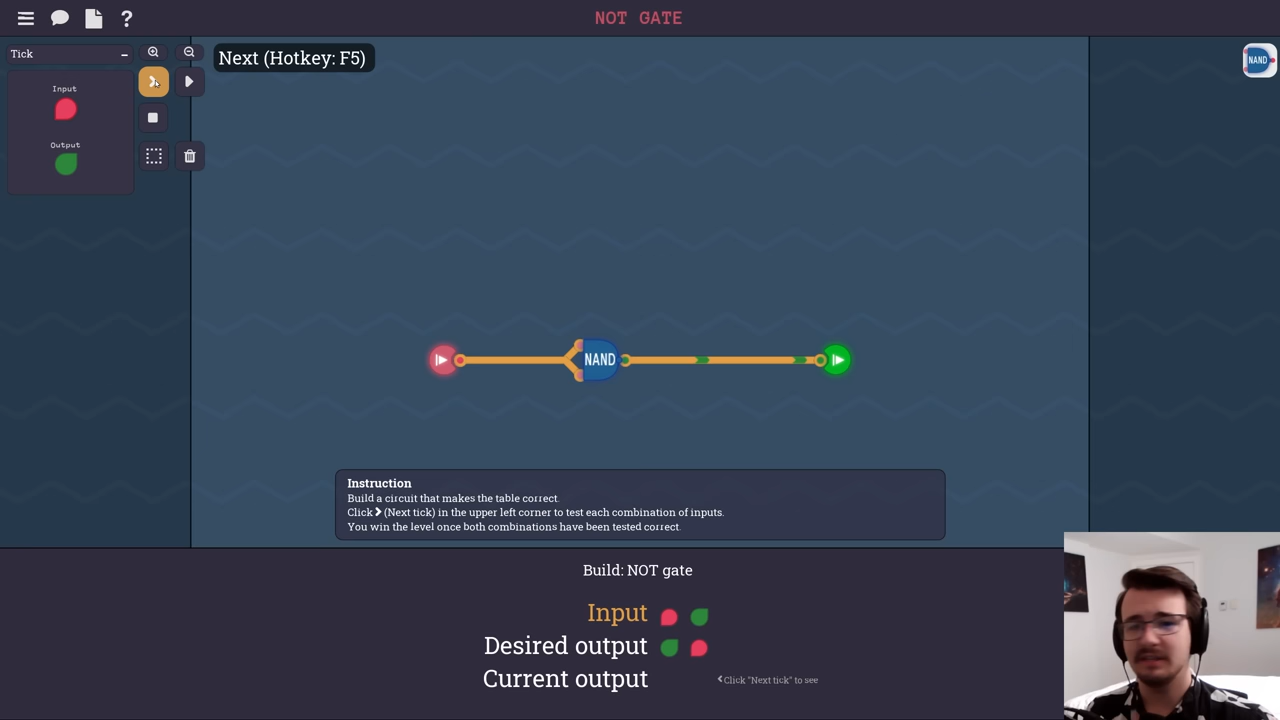 NOT GATE
Tick
Next (Hotkey: F5)
NAND
Input
Output
NAND
Instruction
Build a circuit that makes the table correct.
Click (Next tick) in the upper left corner to test each combination of inputs.
You win the level once both combinations have been tested correct.
Build: NOT gate
Input
Desired output
Current output
Click "Next tick" to see